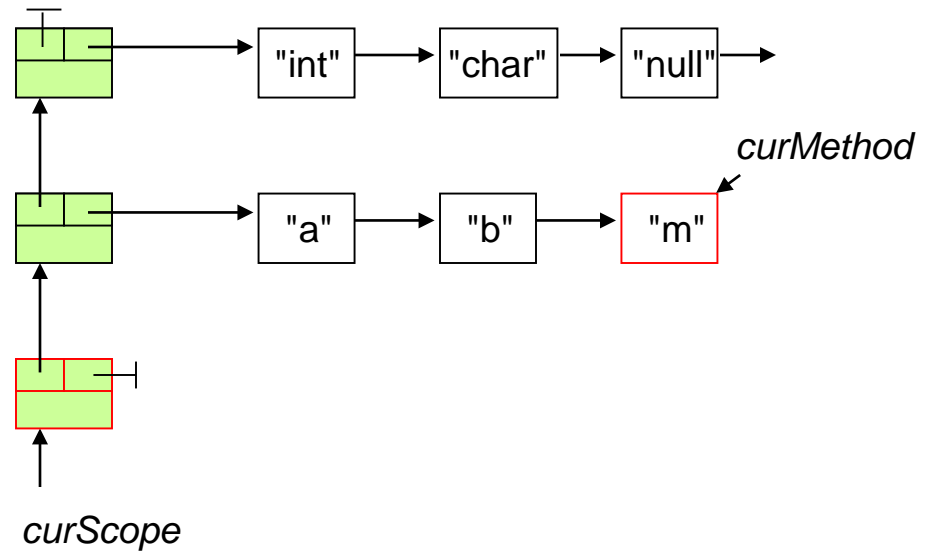 "int" "char" "null"
curMethod
"a" "b" "m"
curScope